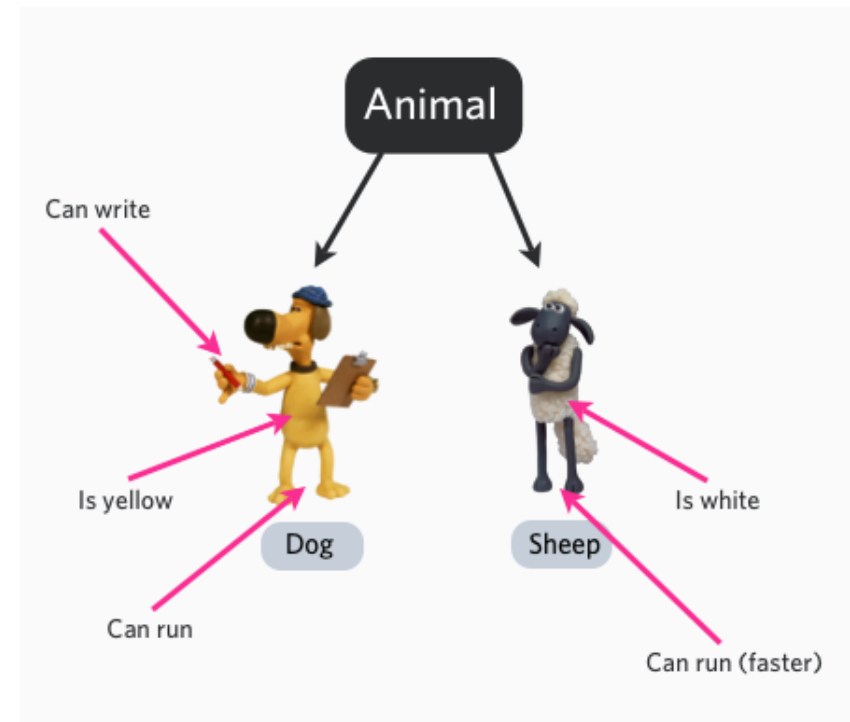 Animal
Can write
Is yellow
Is white
Dog
Sheep
Can run
Can run (faster)